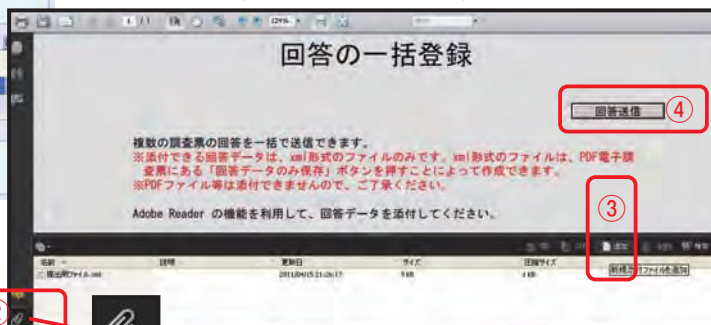 1 / 1
129%
回答の一括登録
回答送信
④
複数の調査票の回答を一括で送信できます。
※添付できる回答データは、xml形式のファイルのみです。xml形式のファイルは、PDF電子調
査票にある「回答データのみ保存」ボタンを押すことによって作成できます。
※PDFファイル等は添付できませんので、ご了承ください。
③
Adobe Reader の機能を利用して、回答データを添付してください。
追加
検索
名前
説明
更新日
サイズ
圧縮サイズ
提出用ファイル.xml
2011/04/15 21:26:17
9 KB
4 KB
新規添付ファイルを追加